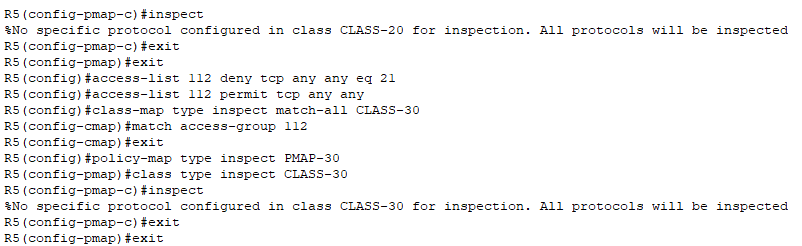 R5(config-pmap-c)#inspect
%No specific protocol configured in class CLASS-20 for inspection. All protocols will be inspected
R5(config-pmap-c)#exit
R5(config-pmap)#exit
R5(config)#access-list 112 deny tcp any any eq 21
R5(config)#access-list 112 permit tcp any any
R5(config)#class-map type inspect match-all CLASS-30
R5(config-cmap)#match access-group 112
R5(config-cmap)#exit
R5(config)#policy-map type inspect PMAP-30
R5(config-pmap)#class type inspect CLASS-30
R5(config-pmap-c)#inspect
%No specific protocol configured in class CLASS-30 for inspection. All protocols will be inspected
R5(config-pmap-c)#exit
R5(config-pmap)#exit